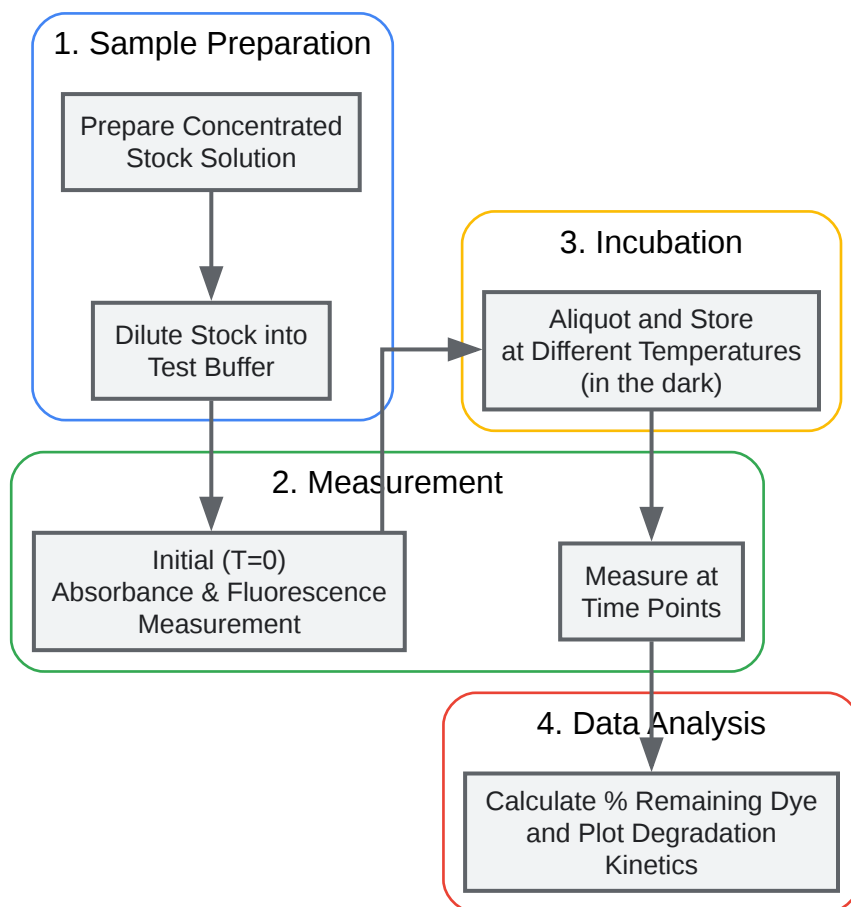 1. Sample Preparation
Prepare Concentrated
Stock Solution
Dilute Stock into
Test Buffer
2. Measurement
Initial (T=0)
Absorbance & Fluorescence
Measurement
3. Incubation
Aliquot and Store
at Different Temperatures
(in the dark)
Measure at
Time Points
4. Data Analysis
Calculate % Remaining Dye
and Plot Degradation
Kinetics